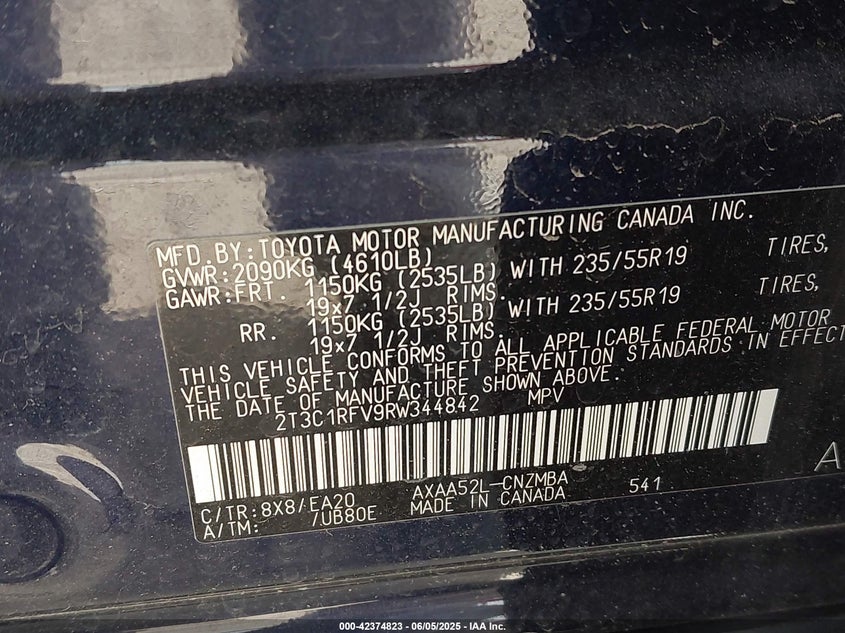 MFD.BY:TOYOTA MOTOR MANUFACTURING CANADA INC.
GVWR:2090KG (4610LB)
GAWR:FRT. 1150KG (2535LB) WITH 235/55R19 TIRES,
19x7 1/2J RIMS.
RR. 1150KG (2535LB) WITH 235/55R19 TIRES,
19x7 1/2J RIMS.
THIS VEHICLE CONFORMS TO ALL APPLICABLE FEDERAL MOTOR
VEHICLE SAFETY AND THEFT PREVENTION STANDARDS IN EFFECT
THE DATE OF MANUFACTURE SHOWN ABOVE.
2T3C1RFV9RW344842 MPV
C/TR:8X8/EA20 AXAA52L-CNZMBA 541 A
A/TM: /UB80E MADE IN CANADA
000-42374823 - 06/05/2025 - IAA Inc.